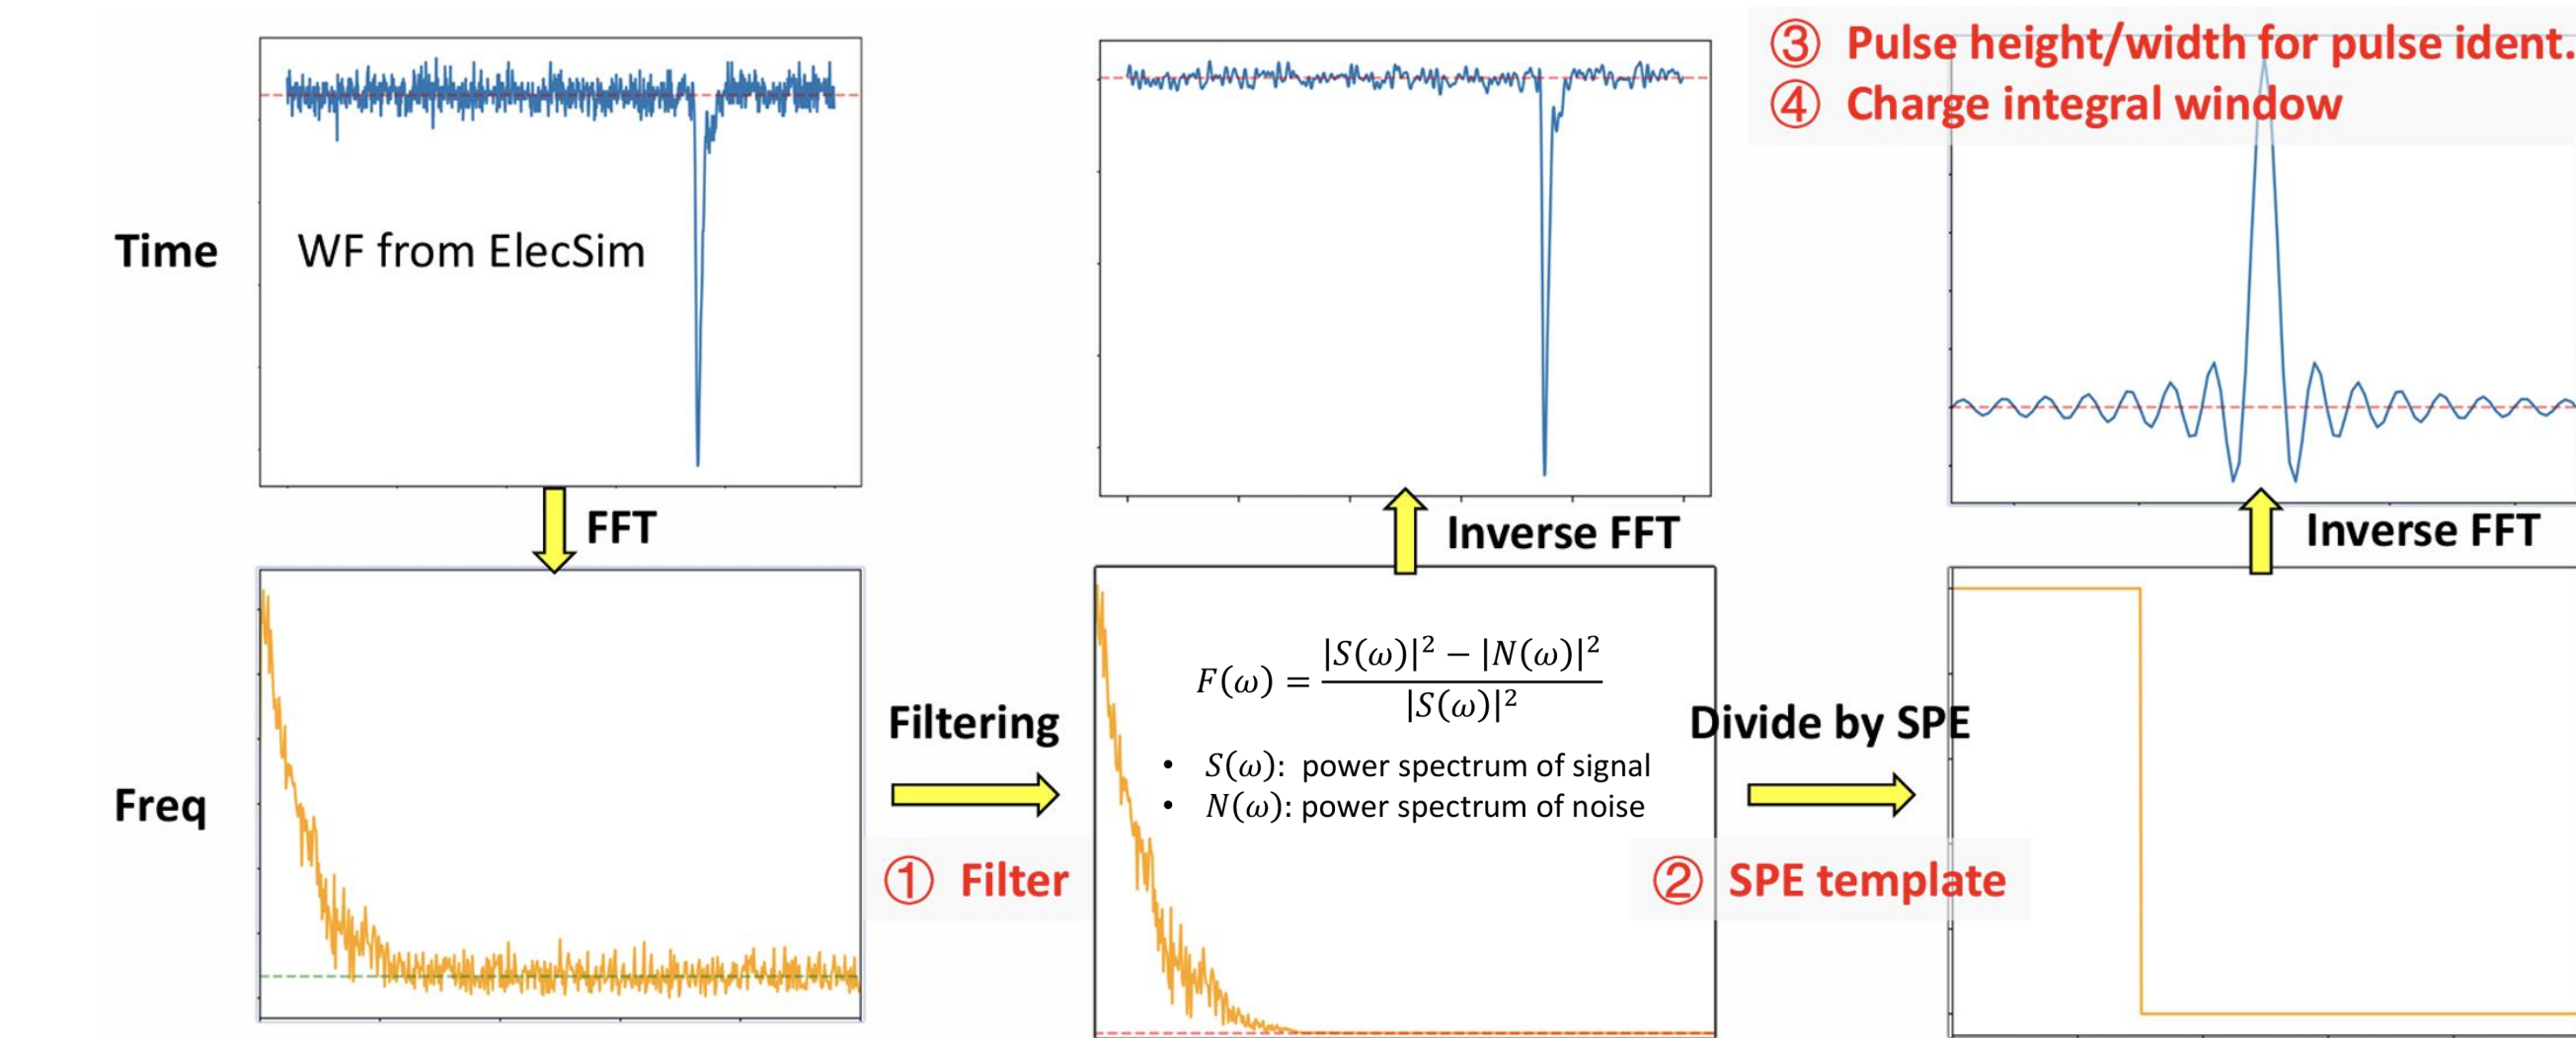 ③ Pulse height/width for pulse ident.
④ Charge integral window
Time
WF from ElecSim
FFT
Inverse FFT
Inverse FFT
Freq
Filtering
① Filter
F(ω) = (|S(ω)|² − |N(ω)|²) / |S(ω)|²
• S(ω): power spectrum of signal
• N(ω): power spectrum of noise
Divide by SPE
② SPE template